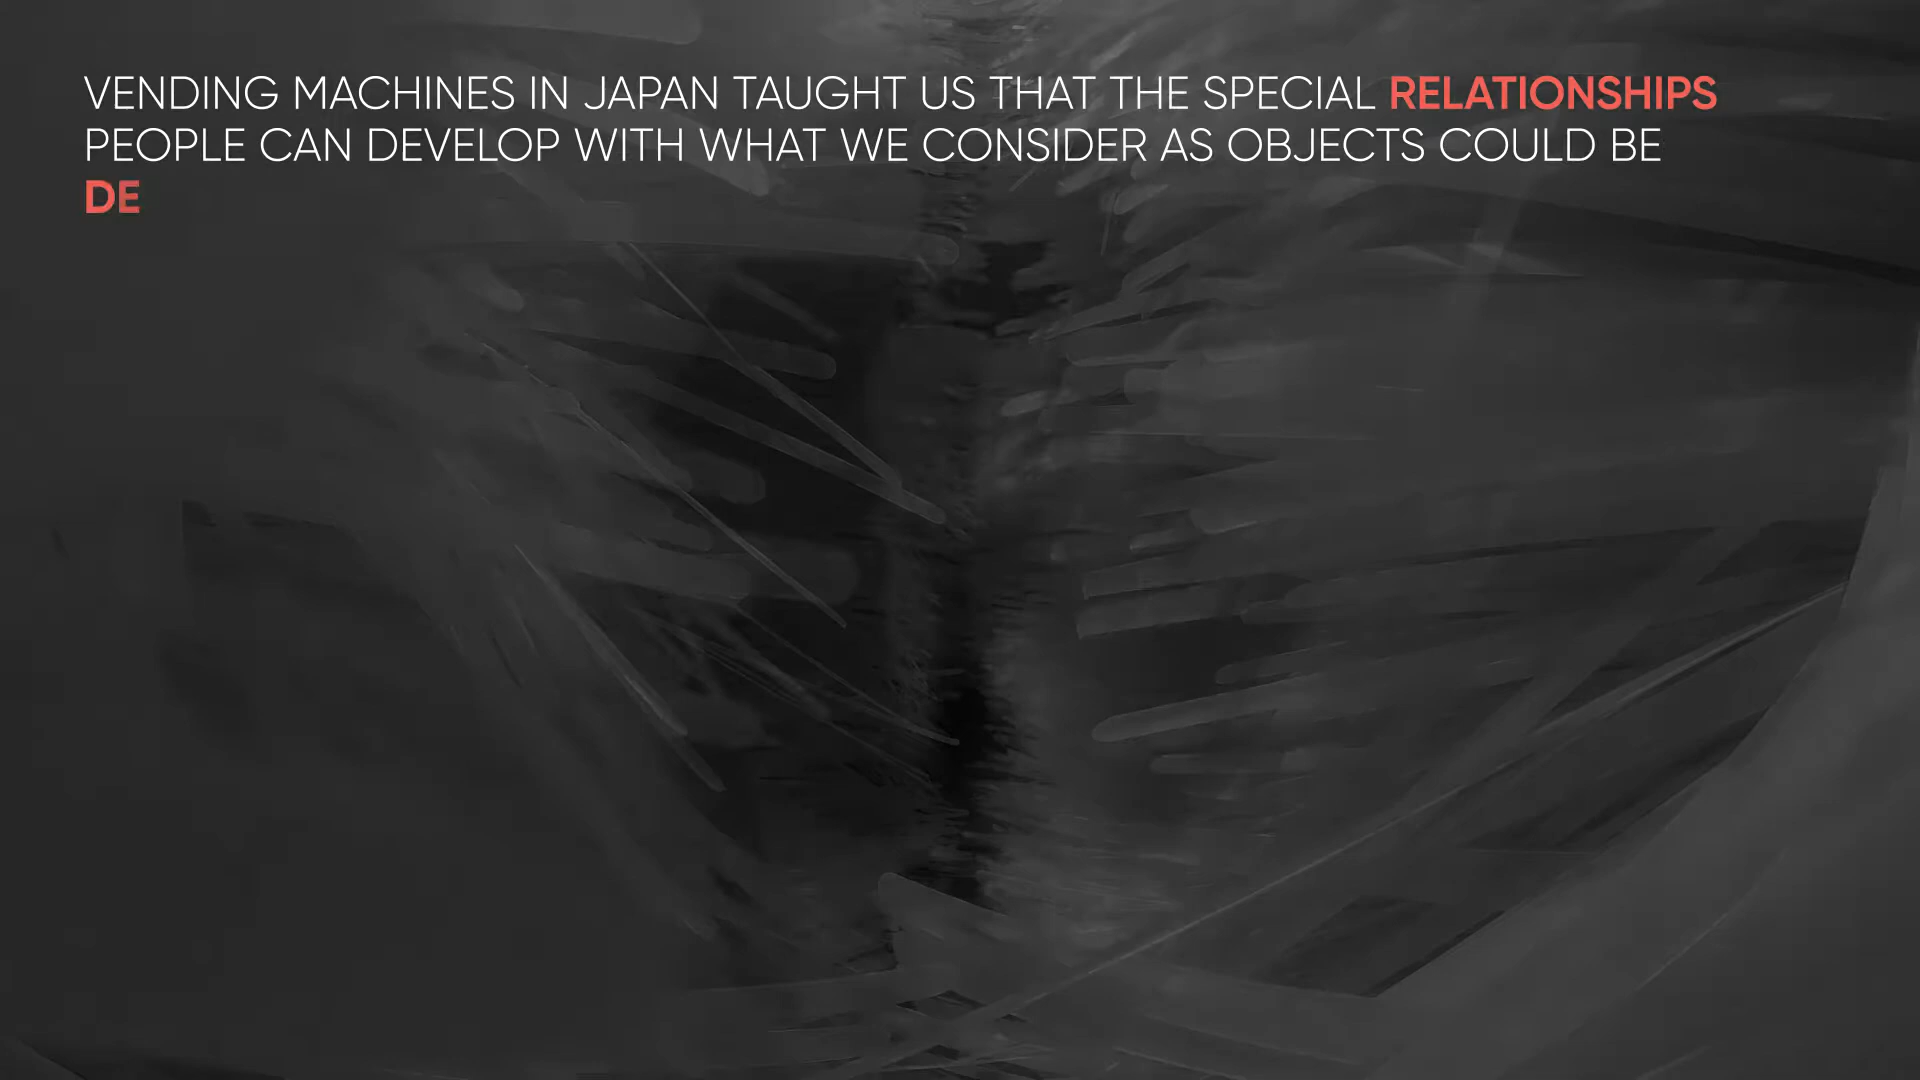 VENDING MACHINES IN JAPAN TAUGHT US THAT THE SPECIAL RELATIONSHIPS
PEOPLE CAN DEVELOP WITH WHAT WE CONSIDER AS OBJECTS COULD BE
DE